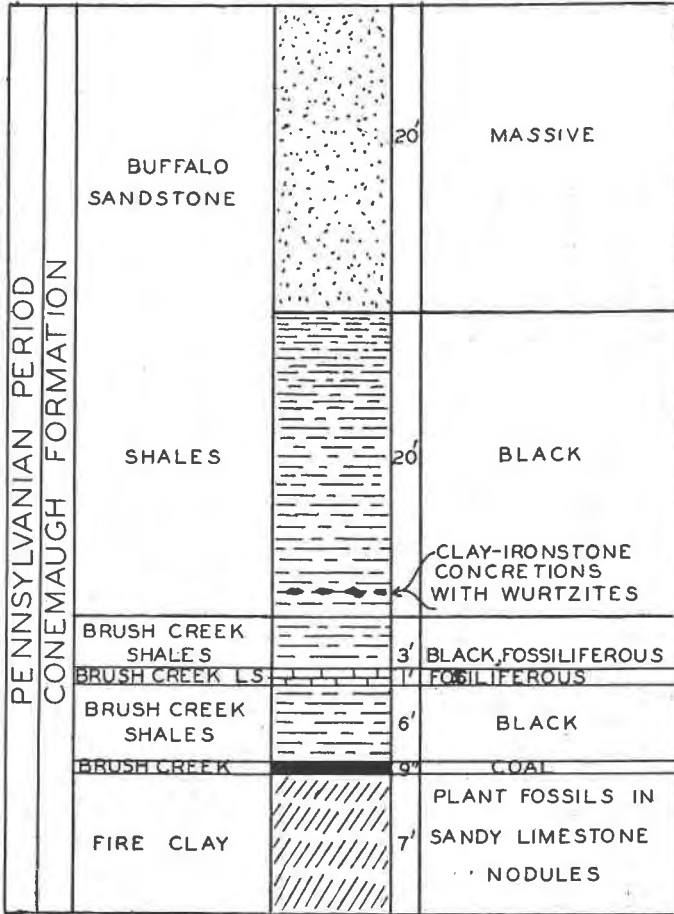 PENNSYLVANIAN PERIOD
CONEMAUGH FORMATION
BUFFALO
SANDSTONE
20'
MASSIVE
SHALES
20'
BLACK
CLAY-IRONSTONE
CONCRETIONS
WITH WURTZITES
BRUSH CREEK
SHALES
3'
BLACK, FOSSILIFEROUS
BRUSH CREEK LS
1'
FOSSILIFEROUS
BRUSH CREEK
SHALES
6'
BLACK
BRUSH CREEK
9"
COAL
FIRE CLAY
7'
PLANT FOSSILS IN
SANDY LIMESTONE
NODULES